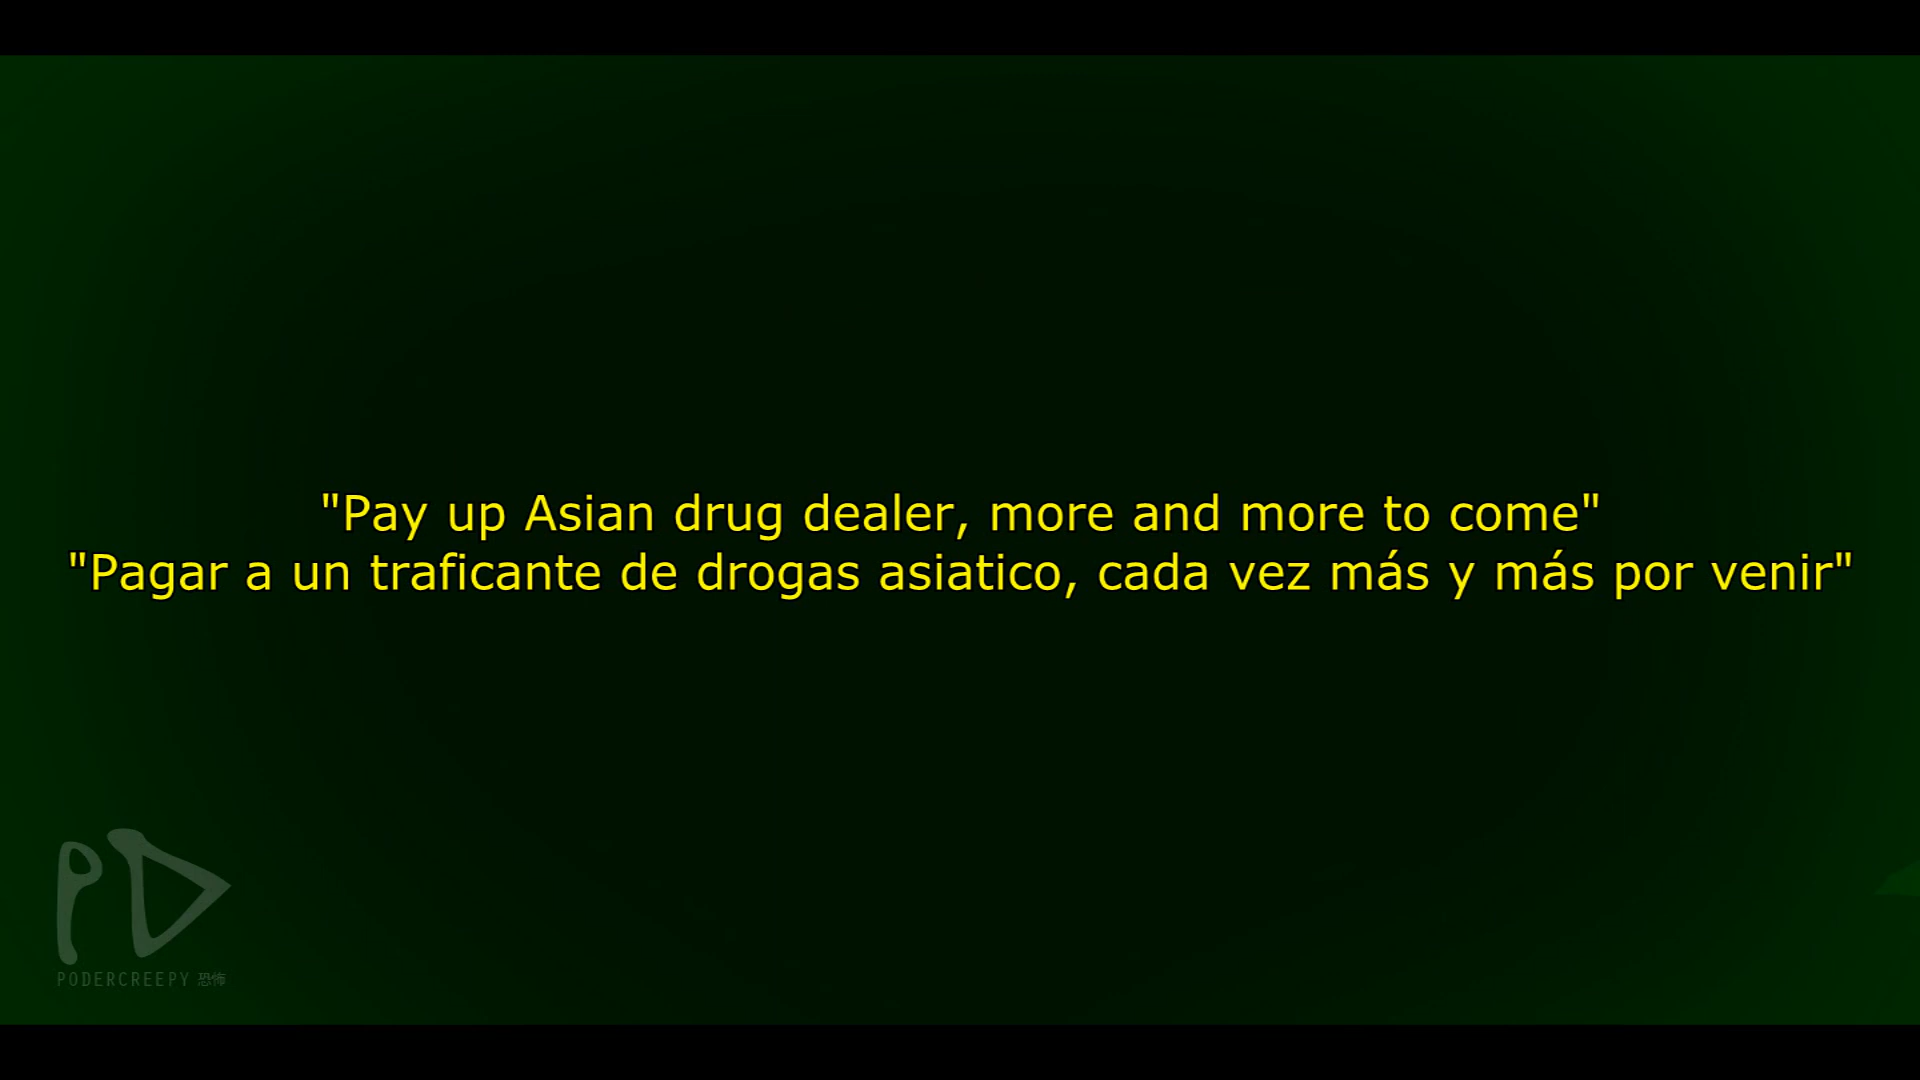 "Pay up Asian drug dealer, more and more to come"
"Pagar a un traficante de drogas asiatico, cada vez más y más por venir"
PD
PODERCREEPY 恐怖